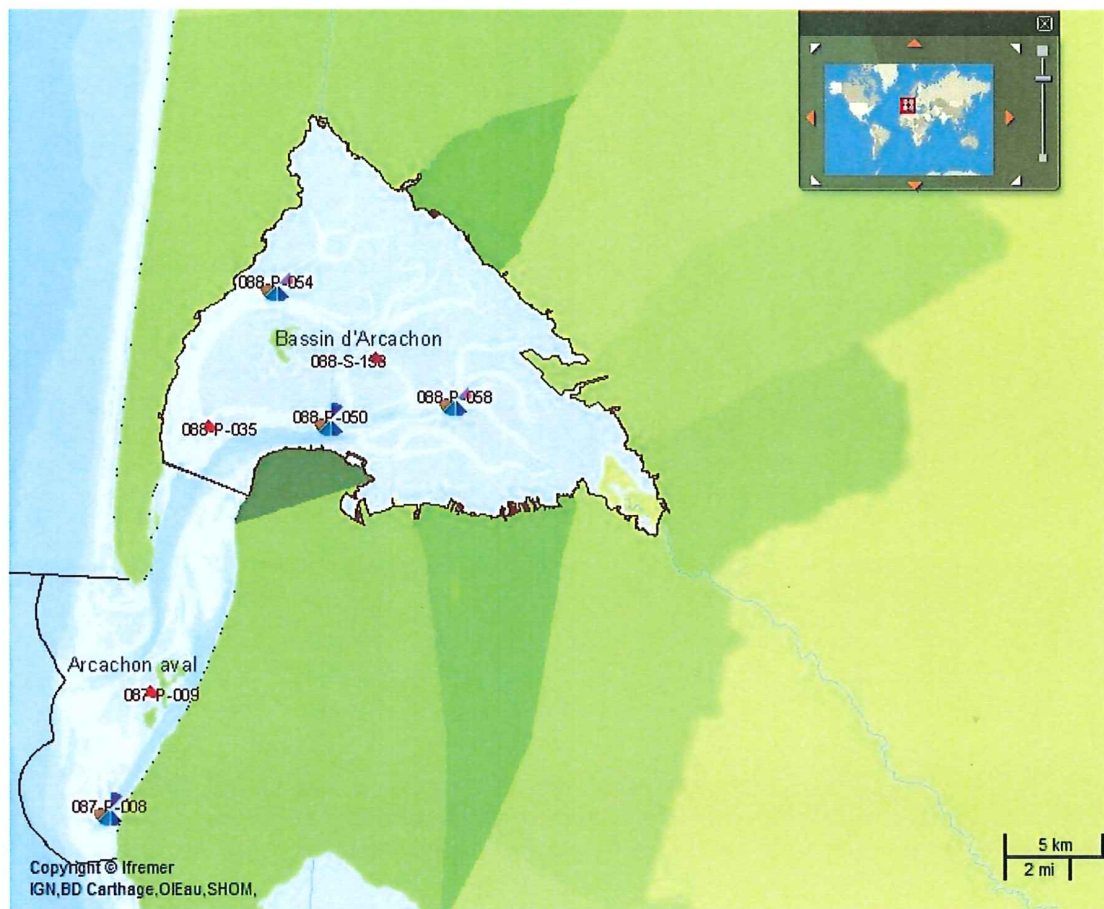 088-P-054
Bassin d'Arcachon
088-S-153
088-P-058
088-P-050
088-P-035
Arcachon aval
087-P-009
087-P-008
5 km
2 mi
Copyright © Ifremer
IGN,BD Carthage,OIEau,SHOM,